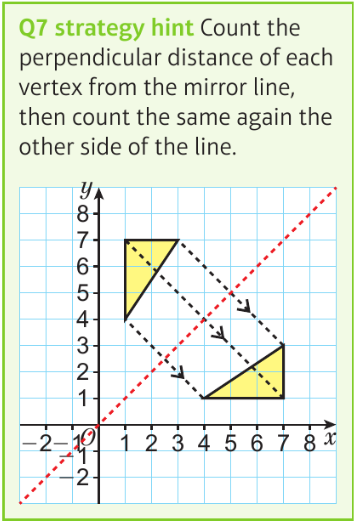 Q7 strategy hint Count the
perpendicular distance of each
vertex from the mirror line,
then count the same again the
other side of the line.
y
8
7
6
5
4
3
2
1
−2 −1 O 1 2 3 4 5 6 7 8 x
−1
−2